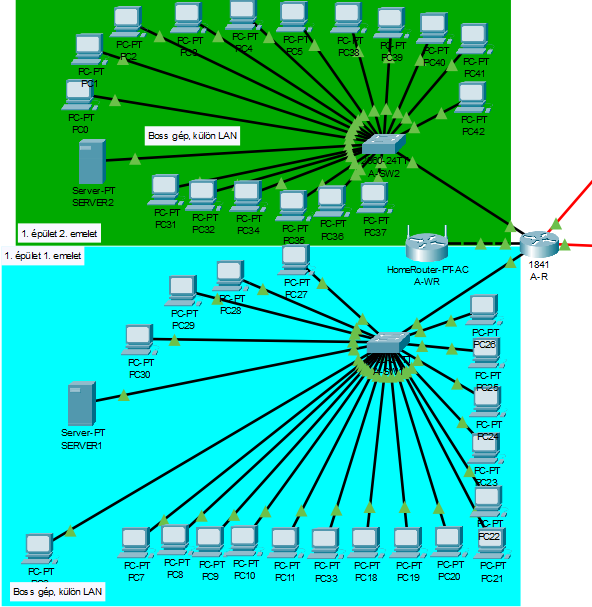 PC-PT
PC2
PC-PT
PC3
PC-PT
PC4
PC-PT
PC5
PC-PT
PC38
PC-PT
PC39
PC-PT
PC40
PC-PT
PC41
PC-PT
PC1
PC-PT
PC0
PC-PT
PC42
Boss gép, külön LAN
A-SW2
Server-PT
SERVER2
PC-PT
PC31
PC-PT
PC32
PC-PT
PC34
PC-PT
PC35
PC-PT
PC36
PC-PT
PC37
1. épület 2. emelet
1. épület 1. emelet
HomeRouter-PT-AC
A-WR
1841
A-R
PC-PT
PC27
PC-PT
PC28
PC-PT
PC29
PC-PT
PC26
PC-PT
PC30
PC-PT
PC25
Server-PT
SERVER1
PC-PT
PC24
PC-PT
PC23
PC-PT
PC22
PC-PT
PC-PT
PC7
PC-PT
PC8
PC-PT
PC9
PC-PT
PC10
PC-PT
PC11
PC-PT
PC33
PC-PT
PC18
PC-PT
PC19
PC-PT
PC20
PC-PT
PC21
Boss gép, külön LAN